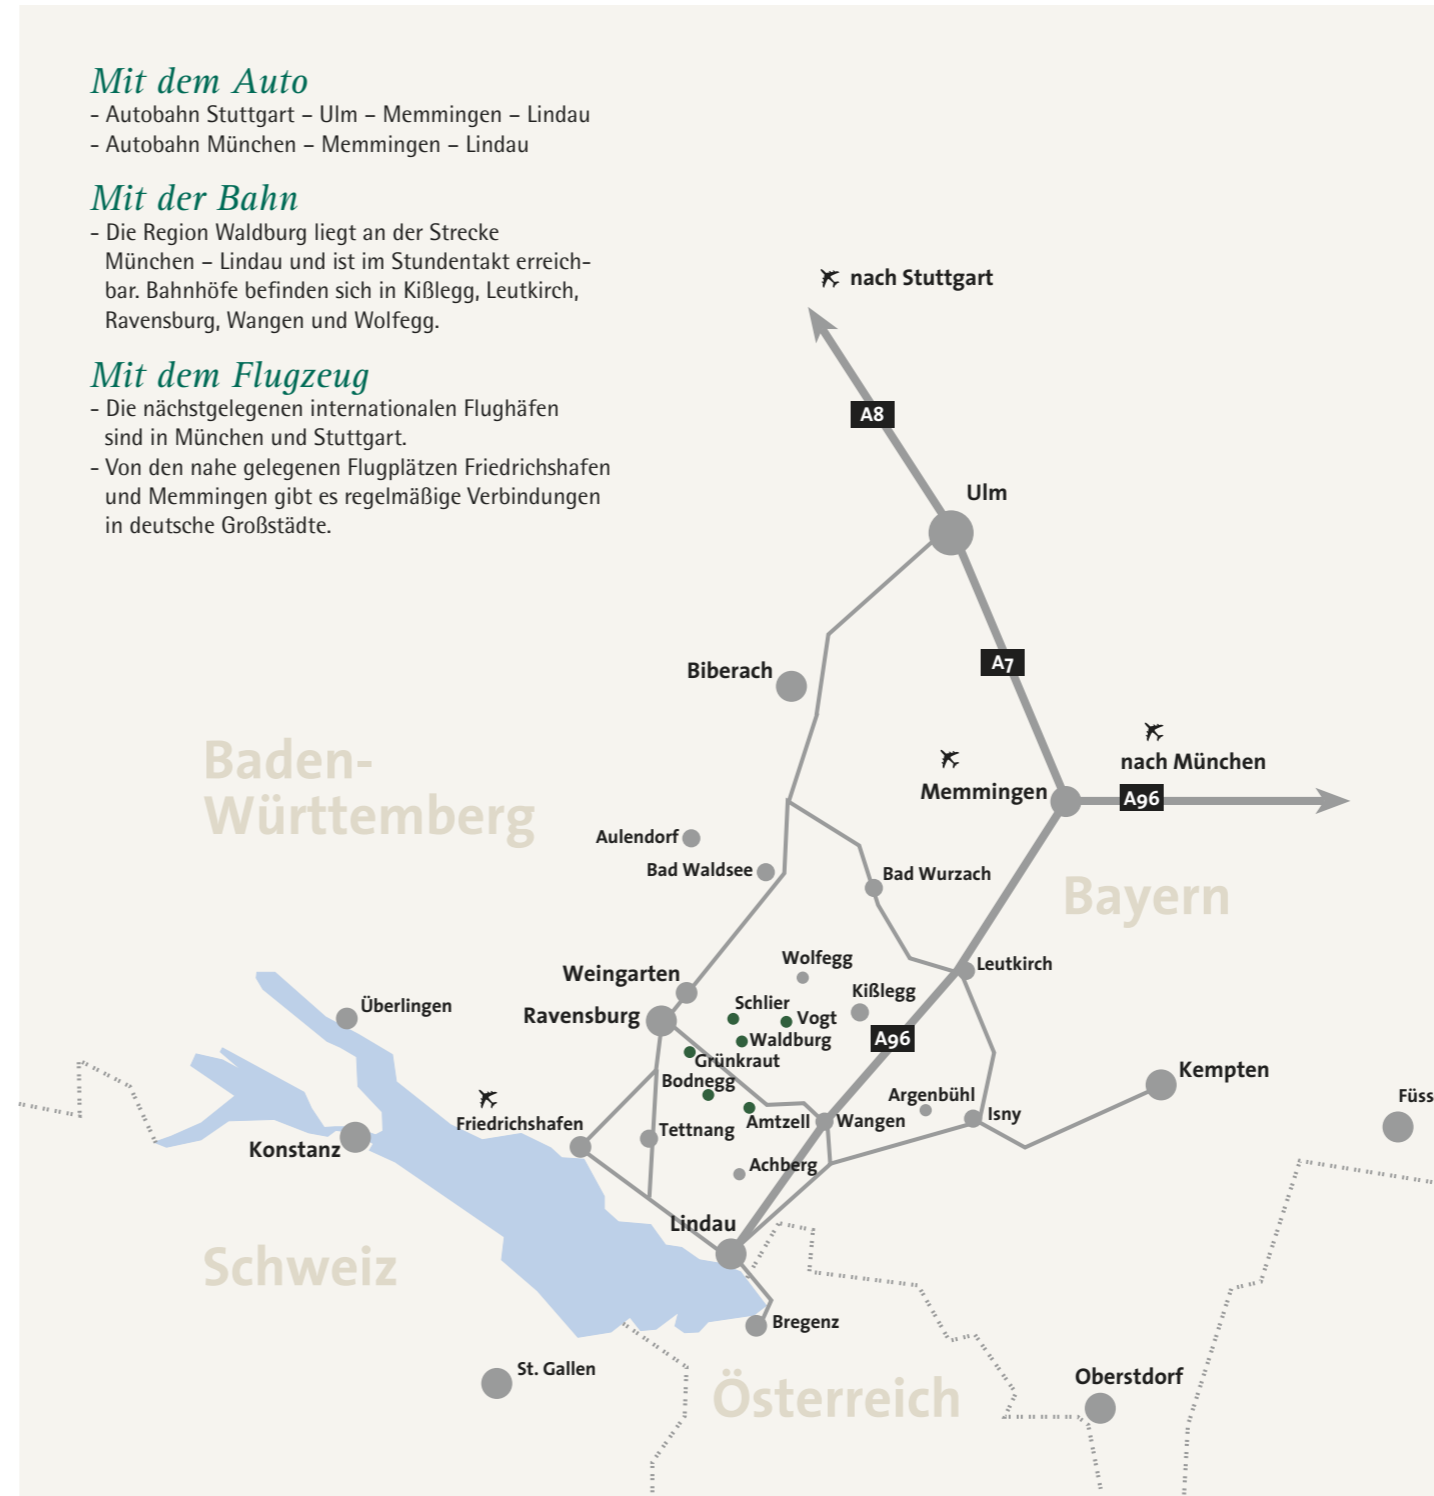 Mit dem Auto
- Autobahn Stuttgart – Ulm – Memmingen – Lindau
- Autobahn München – Memmingen – Lindau
Mit der Bahn
- Die Region Waldburg liegt an der Strecke
München – Lindau und ist im Stundentakt erreich-
bar. Bahnhöfe befinden sich in Kißlegg, Leutkirch,
Ravensburg, Wangen und Wolfegg.
Mit dem Flugzeug
- Die nächstgelegenen internationalen Flughäfen
sind in München und Stuttgart.
- Von den nahe gelegenen Flugplätzen Friedrichshafen
und Memmingen gibt es regelmäßige Verbindungen
in deutsche Großstädte.
nach Stuttgart
A8
Ulm
A7
Biberach
nach München
Memmingen
A96
Baden-
Württemberg
Aulendorf
Bad Waldsee
Bad Wurzach
Bayern
Wolfegg
Leutkirch
Weingarten
Kißlegg
Schlier
Überlingen
Ravensburg
Vogt
Waldburg
A96
Grünkraut
Kempten
Bodnegg
Argenbühl
Füss
Isny
Friedrichshafen
Amtzell
Wangen
Tettnang
Konstanz
Achberg
Lindau
Schweiz
Bregenz
St. Gallen
Oberstdorf
Österreich